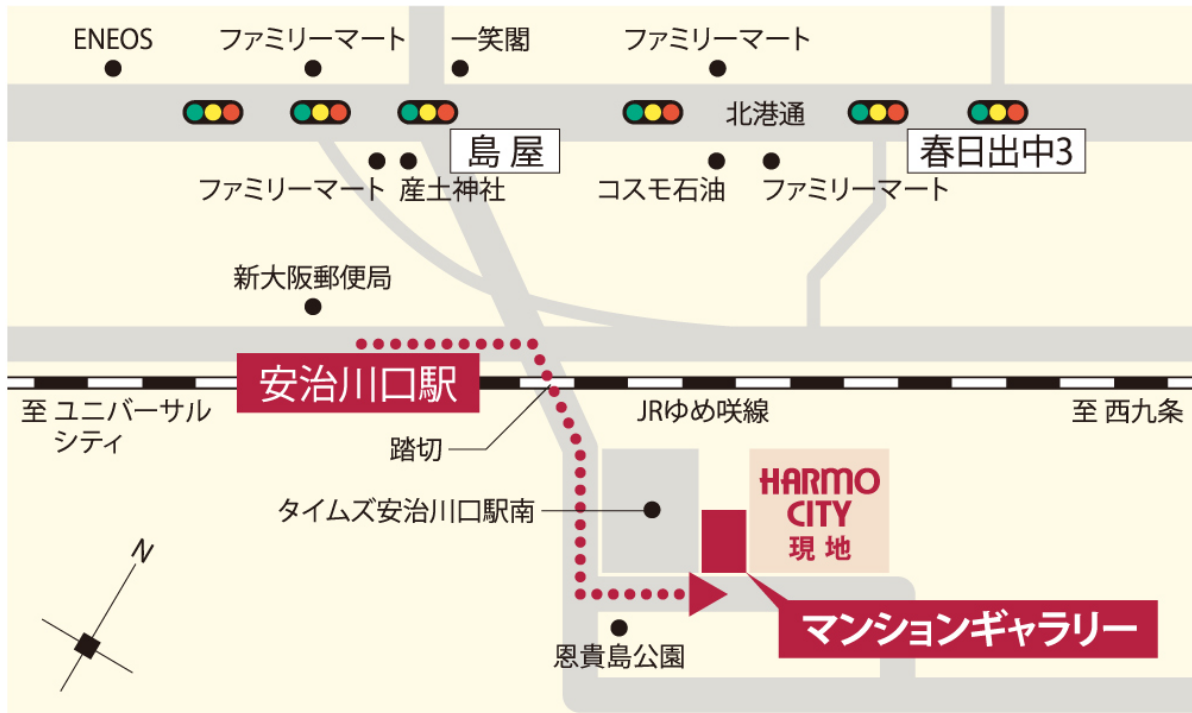 ENEOS
ファミリーマート
一笑閣
ファミリーマート
北港通
島屋
春日出中3
ファミリーマート
産土神社
コスモ石油
ファミリーマート
新大阪郵便局
安治川口駅
至 ユニバーサル
シティ
JRゆめ咲線
至 西九条
踏切
タイムズ安治川口駅南
HARMO
CITY
現地
N
マンションギャラリー
恩貴島公園